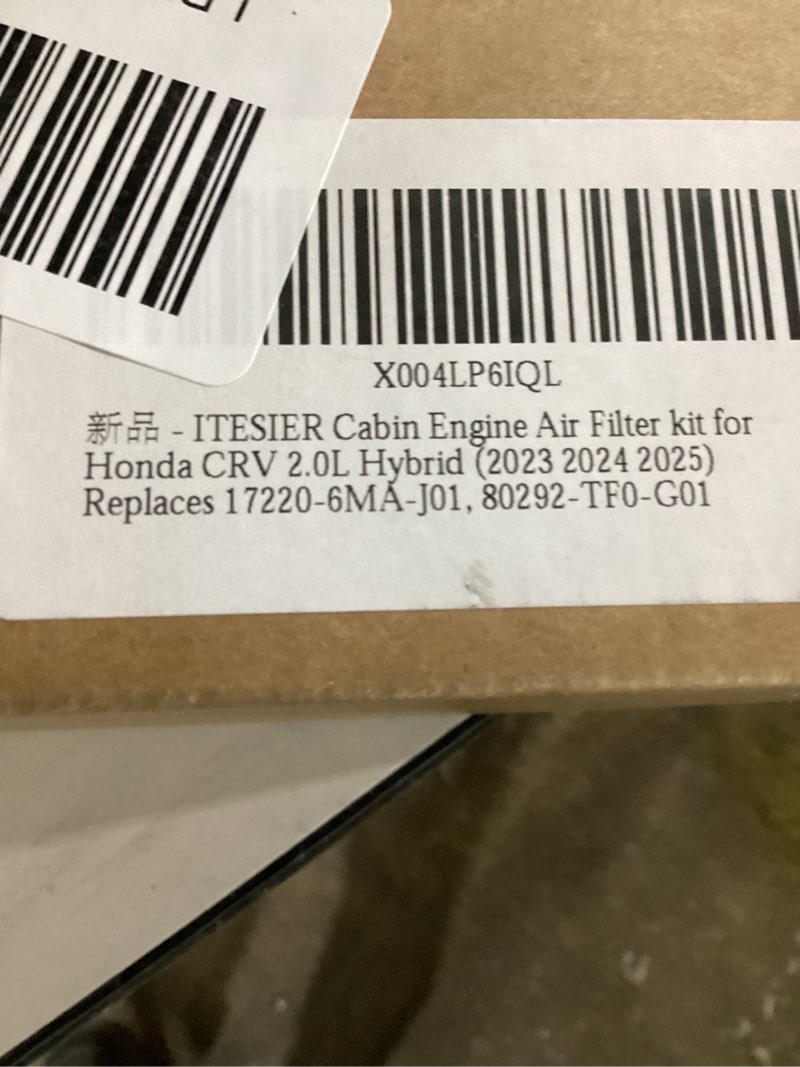 X004LP6IQL
新品 - ITESIER Cabin Engine Air Filter kit for
Honda CRV 2.0L Hybrid (2023 2024 2025)
Replaces 17220-6MA-J01, 80292-TF0-G01